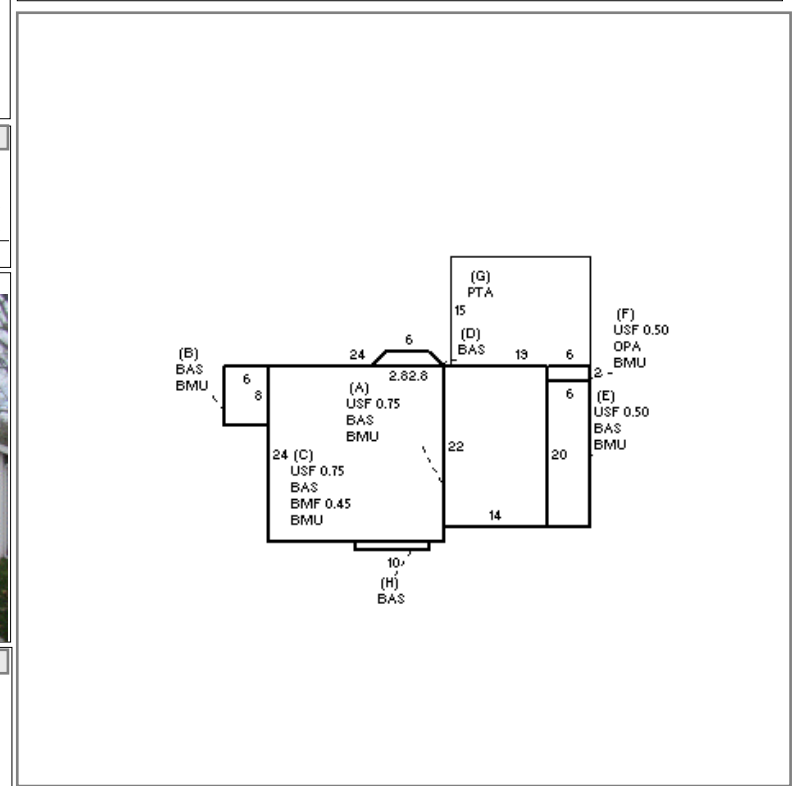 (G)
PTA
15
(F)
USF 0.50
OPA
BMU
(D)
BAS
6
24
19
6
2
(B)
BAS
BMU
6
8
2.82.8
(A)
USF 0.75
BAS
BMU
6
(E)
USF 0.50
BAS
BMU
22
20
24
(C)
USF 0.75
BAS
BMF 0.45
BMU
14
10
(H)
BAS